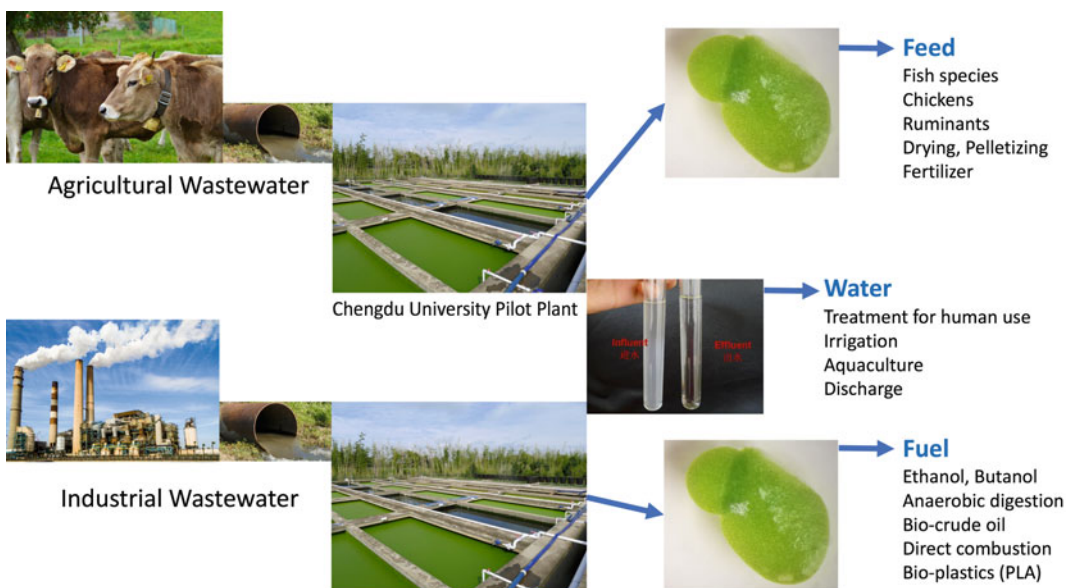 Agricultural Wastewater
Chengdu University Pilot Plant
Industrial Wastewater
Feed
Fish species
Chickens
Ruminants
Drying, Pelletizing
Fertilizer
Influent
进水
Effluent
Water
Treatment for human use
Irrigation
Aquaculture
Discharge
Fuel
Ethanol, Butanol
Anaerobic digestion
Bio-crude oil
Direct combustion
Bio-plastics (PLA)